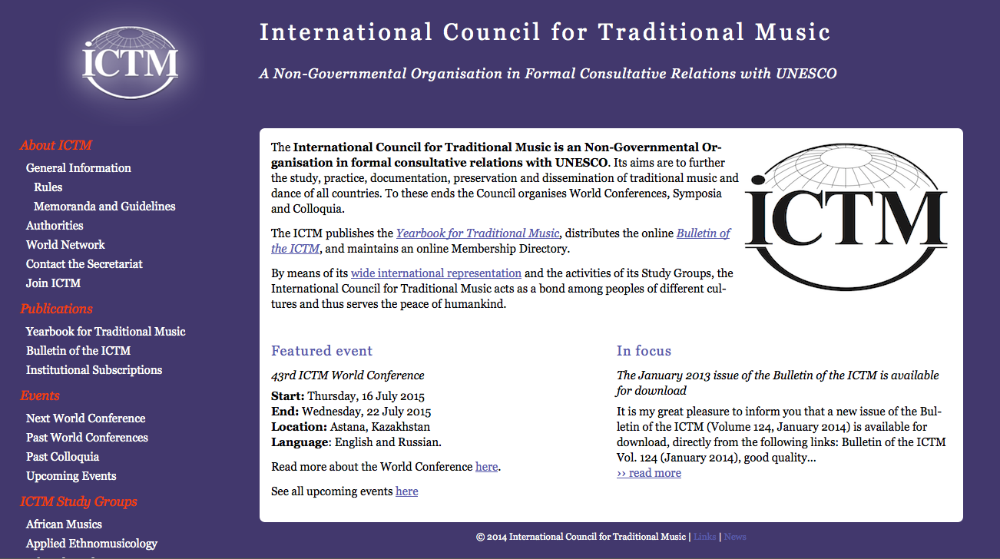 ICTM
International Council for Traditional Music
A Non-Governmental Organisation in Formal Consultative Relations with UNESCO
About ICTM
General Information
Rules
Memoranda and Guidelines
Authorities
World Network
Contact the Secretariat
Join ICTM
Publications
Yearbook for Traditional Music
Bulletin of the ICTM
Institutional Subscriptions
Events
Next World Conference
Past World Conferences
Past Colloquia
Upcoming Events
ICTM Study Groups
African Musics
Applied Ethnomusicology
The International Council for Traditional Music is an Non-Governmental Or-
ganisation in formal consultative relations with UNESCO. Its aims are to further
the study, practice, documentation, preservation and dissemination of traditional music and
dance of all countries. To these ends the Council organises World Conferences, Symposia
and Colloquia.
The ICTM publishes the Yearbook for Traditional Music, distributes the online Bulletin of
the ICTM, and maintains an online Membership Directory.
By means of its wide international representation and the activities of its Study Groups, the
International Council for Traditional Music acts as a bond among peoples of different cul-
tures and thus serves the peace of humankind.
ICTM
Featured event
43rd ICTM World Conference
Start: Thursday, 16 July 2015
End: Wednesday, 22 July 2015
Location: Astana, Kazakhstan
Language: English and Russian.
Read more about the World Conference here.
See all upcoming events here
In focus
The January 2013 issue of the Bulletin of the ICTM is available
for download
It is my great pleasure to inform you that a new issue of the Bul-
letin of the ICTM (Volume 124, January 2014) is available for
download, directly from the following links: Bulletin of the ICTM
Vol. 124 (January 2014), good quality...
›› read more
© 2014 International Council for Traditional Music | Links | News